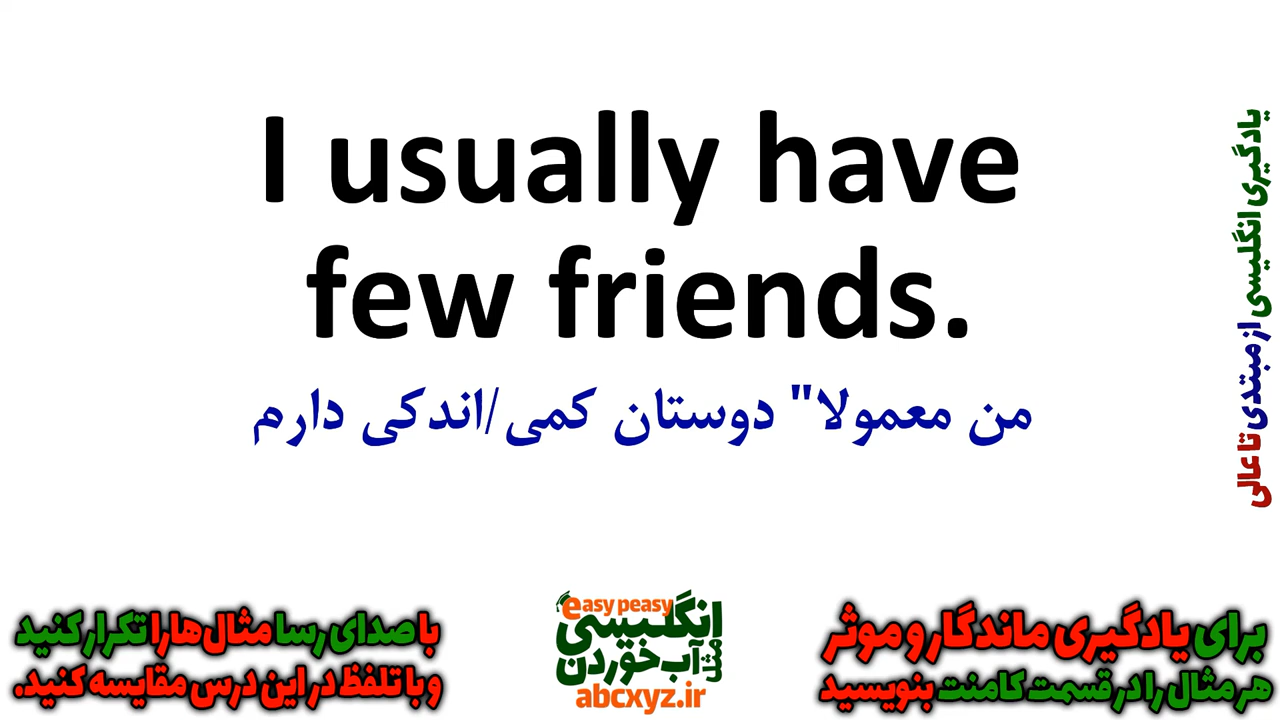 I usually have
few friends.
من معمولا" دوستان کمی/اندکی دارم
یادگیری انگلیسی از مبتدی تا عالی
برای یادگیری ماندگار و موثر
هر مثال را در قسمت کامنت بنویسید
easy peasy
انگلیسی
مثل
آب خوردن
abcxyz.ir
با صدای رسا مثال‌ها را تکرار کنید
و با تلفظ در این درس مقایسه کنید.